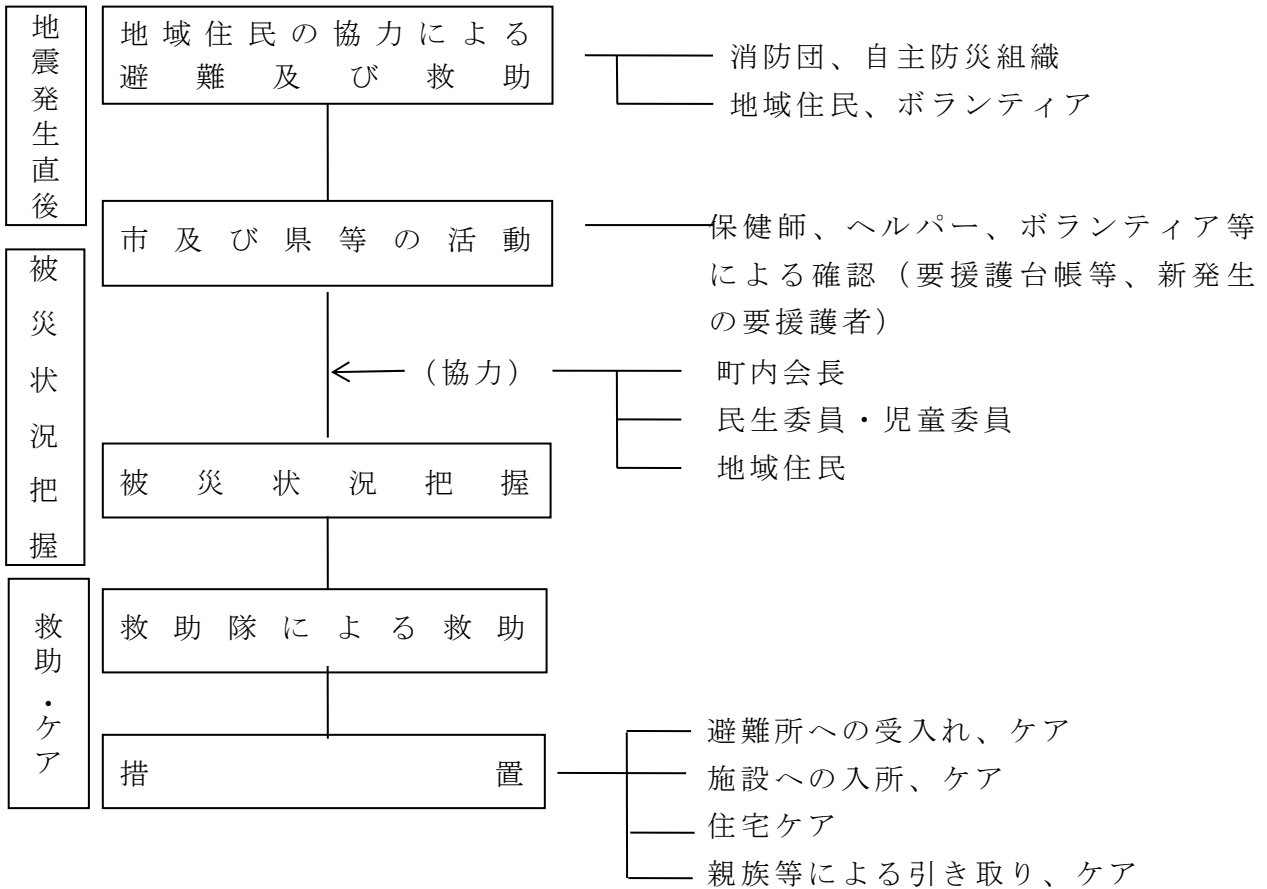 地震発生直後
地域住民の協力による
避難及び救助
消防団、自主防災組織
地域住民、ボランティア
市及び県等の活動
保健師、ヘルパー、ボランティア等
による確認（要援護台帳等、新発生
の要援護者）
被災状況把握
（協力）
町内会長
民生委員・児童委員
地域住民
被災状況把握
救助・ケア
救助隊による救助
措置
避難所への受入れ、ケア
施設への入所、ケア
住宅ケア
親族等による引き取り、ケア